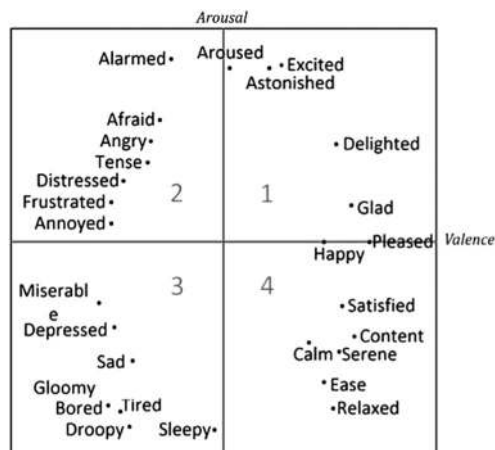 Arousal
Alarmed
Aroused
Excited
Astonished
Afraid
Angry
Tense
Delighted
Distressed
2
1
Frustrated
Glad
Annoyed
Pleased
Valence
Happy
Miserabl
e
3
4
Depressed
Satisfied
Content
Calm
Serene
Sad
Gloomy
Ease
Bored
Tired
Relaxed
Droopy
Sleepy